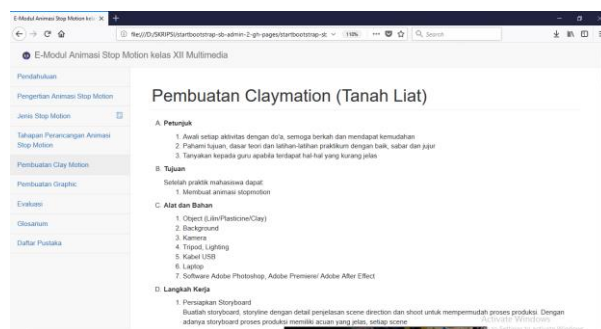 E-Modul Animasi Stop Motion kela
file:///D:/SKRIPSI/startbootstrap-sb-admin-2-gh-pages/startbootstrap-sb
110%
Search
E-Modul Animasi Stop Motion kelas XII Multimedia
Pendahuluan
Pengertian Animasi Stop Motion
Jenis Stop Motion
Tahapan Perancangan Animasi
Stop Motion
Pembuatan Clay Motion
Pembuatan Graphic
Evaluasi
Glosarium
Daftar Pustaka
Pembuatan Claymation (Tanah Liat)
A. Petunjuk
1. Awali setiap aktivitas dengan do'a, semoga berkah dan mendapat kemudahan
2. Pahami tujuan, dasar teori dan latihan-latihan praktikum dengan baik, sabar dan jujur
3. Tanyakan kepada guru apabila terdapat hal-hal yang kurang jelas
B. Tujuan
Setelah praktik mahasiswa dapat:
1. Membuat animasi stopmotion
C. Alat dan Bahan
1. Object (Lilin/Plasticine/Clay)
2. Background
3. Kamera
4. Tripod, Lighting
5. Kabel USB
6. Laptop
7. Software Adobe Photoshop, Adobe Premiere/ Adobe After Effect
D. Langkah Kerja
1. Persiapkan Storyboard
Buatlah storyboard, storyline dengan detail penjelasan scene direction dan shoot untuk mempermudah proses produksi. Dengan
adanya storyboard proses produksi memiliki acuan yang jelas, setiap scene
Activate Windows